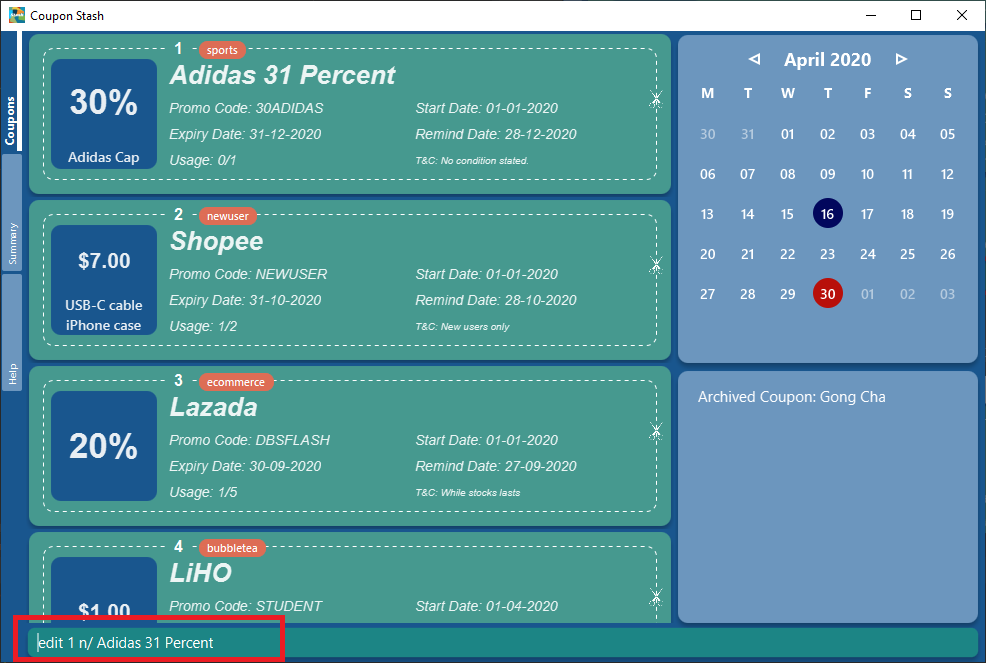 Coupon Stash
Coupons
Summary
Help
1 sports
Adidas 31 Percent
30%
Adidas Cap
Promo Code: 30ADIDAS
Start Date: 01-01-2020
Expiry Date: 31-12-2020
Remind Date: 28-12-2020
Usage: 0/1
T&C: No condition stated.
2 newuser
Shopee
$7.00
USB-C cable
iPhone case
Promo Code: NEWUSER
Start Date: 01-01-2020
Expiry Date: 31-10-2020
Remind Date: 28-10-2020
Usage: 1/2
T&C: New users only
3 ecommerce
Lazada
20%
Promo Code: DBSFLASH
Start Date: 01-01-2020
Expiry Date: 30-09-2020
Remind Date: 27-09-2020
Usage: 1/5
T&C: While stocks lasts
4 bubbletea
LiHO
$1.00
Promo Code: STUDENT
Start Date: 01-04-2020
edit 1 n/ Adidas 31 Percent
April 2020
M T W T F S S
30 31 01 02 03 04 05
06 07 08 09 10 11 12
13 14 15 16 17 18 19
20 21 22 23 24 25 26
27 28 29 30 01 02 03
Archived Coupon: Gong Cha